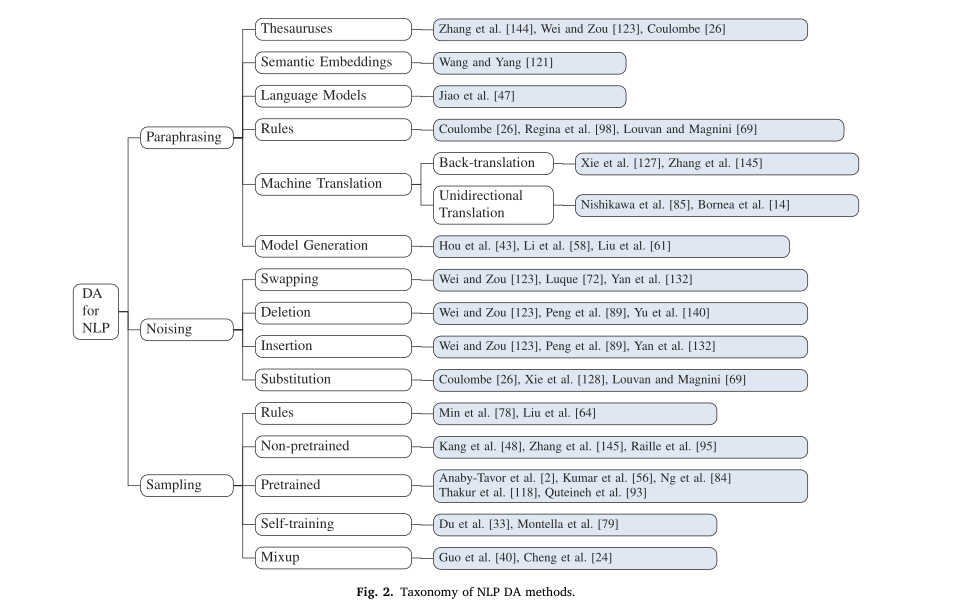 Thesauruses
Zhang et al. [144], Wei and Zou [123], Coulombe [26]
Semantic Embeddings
Wang and Yang [121]
Language Models
Jiao et al. [47]
Rules
Coulombe [26], Regina et al. [98], Louvan and Magnini [69]
Paraphrasing
Machine Translation
Back-translation
Xie et al. [127], Zhang et al. [145]
Unidirectional
Translation
Nishikawa et al. [85], Bornea et al. [14]
Model Generation
Hou et al. [43], Li et al. [58], Liu et al. [61]
DA
for
NLP
Swapping
Wei and Zou [123], Luque [72], Yan et al. [132]
Deletion
Wei and Zou [123], Peng et al. [89], Yu et al. [140]
Noising
Insertion
Wei and Zou [123], Peng et al. [89], Yan et al. [132]
Substitution
Coulombe [26], Xie et al. [128], Louvan and Magnini [69]
Rules
Min et al. [78], Liu et al. [64]
Non-pretrained
Kang et al. [48], Zhang et al. [145], Raille et al. [95]
Sampling
Pretrained
Anaby-Tavor et al. [2], Kumar et al. [56], Ng et al. [84]
Thakur et al. [118], Quteineh et al. [93]
Self-training
Du et al. [33], Montella et al. [79]
Mixup
Guo et al. [40], Cheng et al. [24]
Fig. 2. Taxonomy of NLP DA methods.